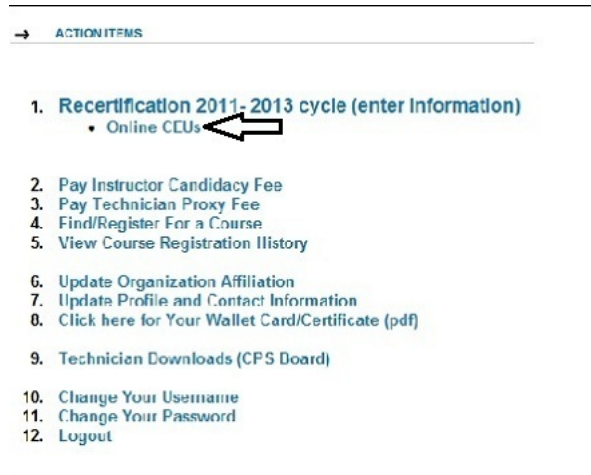 → ACTION ITEMS
1. Recertification 2011- 2013 cycle (enter Information)
• Online CEUs
2. Pay Instructor Candidacy Fee
3. Pay Technician Proxy Fee
4. Find/Register For a Course
5. View Course Registration History
6. Update Organization Affiliation
7. Update Profile and Contact Information
8. Click here for Your Wallet Card/Certificate (pdf)
9. Technician Downloads (CPS Board)
10. Change Your Username
11. Change Your Password
12. Logout